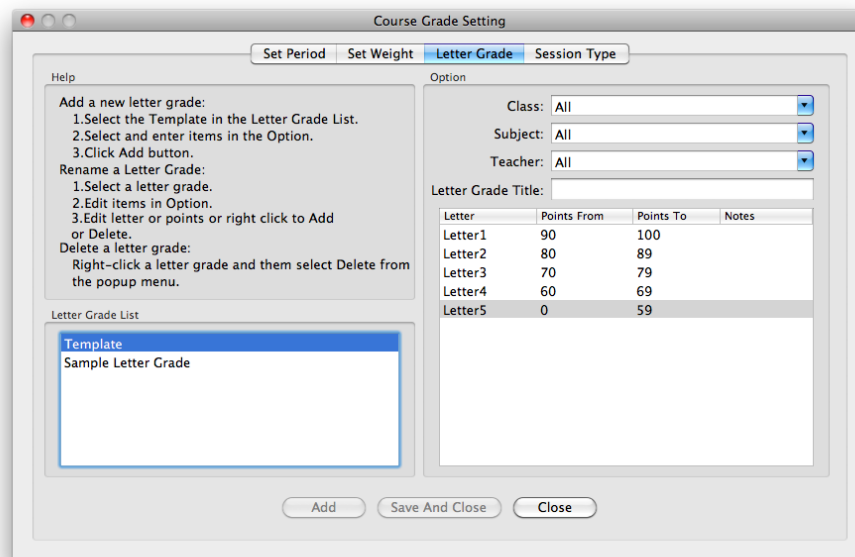 Course Grade Setting
Set Period Set Weight Letter Grade Session Type
Help
Add a new letter grade:
1.Select the Template in the Letter Grade List.
2.Select and enter items in the Option.
3.Click Add button.
Rename a Letter Grade:
1.Select a letter grade.
2.Edit items in Option.
3.Edit letter or points or right click to Add
or Delete.
Delete a letter grade:
Right-click a letter grade and them select Delete from
the popup menu.
Letter Grade List
Template
Sample Letter Grade
Option
Class: All
Subject: All
Teacher: All
Letter Grade Title:
Letter Points From Points To Notes
Letter1 90 100
Letter2 80 89
Letter3 70 79
Letter4 60 69
Letter5 0 59
Add Save And Close Close